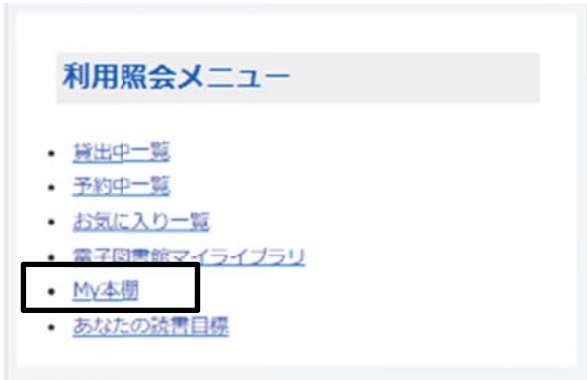 利用照会メニュー
貸出中一覧
予約中一覧
お気に入り一覧
電子図書館マイライブラリ
My本棚
あなたの読書目標